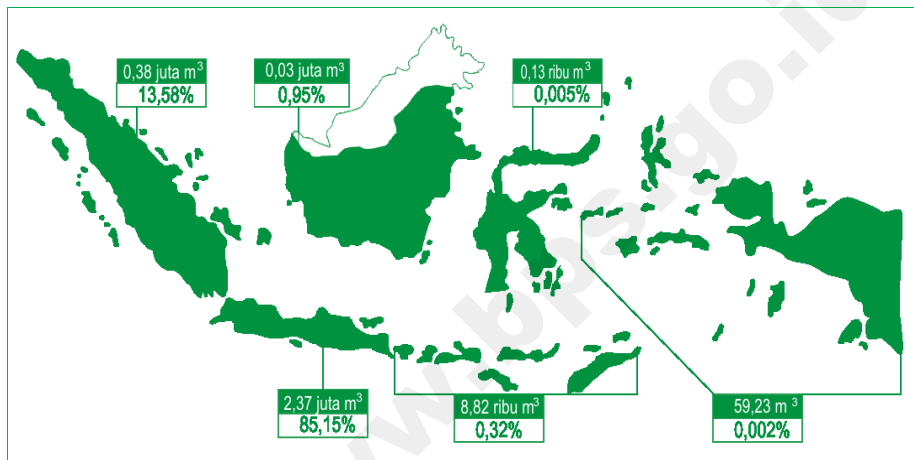 0,38 juta m³
13,58%
0,03 juta m³
0,95%
0,13 ribu m³
0,005%
2,37 juta m³
85,15%
8,82 ribu m³
0,32%
59,23 m³
0,002%
w.bps.go.id